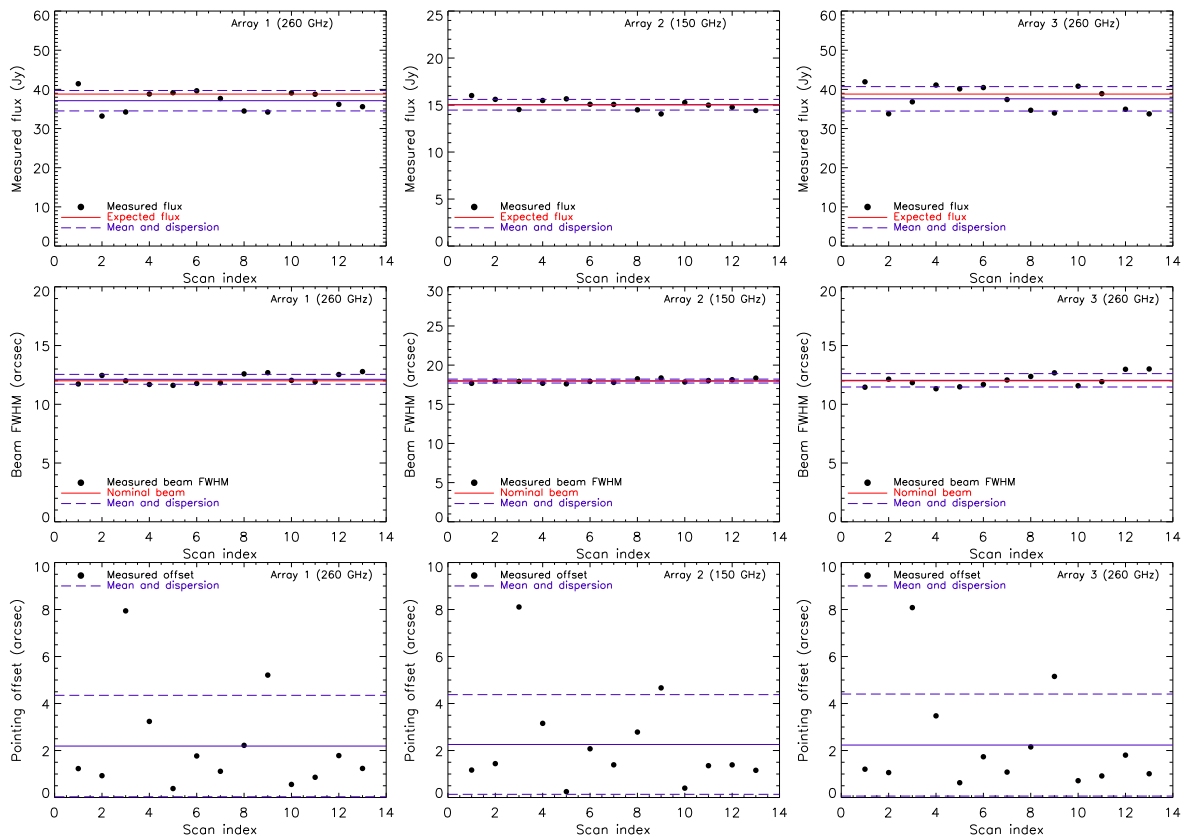 Array 1 (260 GHz)
Measured flux (Jy)
60
50
40
30
20
10
0
Measured flux
Expected flux
Mean and dispersion
0 2 4 6 8 10 12 14
Scan index
Array 2 (150 GHz)
Measured flux (Jy)
25
20
15
10
5
0
Measured flux
Expected flux
Mean and dispersion
0 2 4 6 8 10 12 14
Scan index
Array 3 (260 GHz)
Measured flux (Jy)
60
50
40
30
20
10
0
Measured flux
Expected flux
Mean and dispersion
0 2 4 6 8 10 12 14
Scan index
Array 1 (260 GHz)
Beam FWHM (arcsec)
20
15
10
5
0
Measured beam FWHM
Nominal beam
Mean and dispersion
0 2 4 6 8 10 12 14
Scan index
Array 2 (150 GHz)
Beam FWHM (arcsec)
30
25
20
15
10
5
0
Measured beam FWHM
Nominal beam
Mean and dispersion
0 2 4 6 8 10 12 14
Scan index
Array 3 (260 GHz)
Beam FWHM (arcsec)
20
15
10
5
0
Measured beam FWHM
Nominal beam
Mean and dispersion
0 2 4 6 8 10 12 14
Scan index
Measured offset
Mean and dispersion
Array 1 (260 GHz)
Pointing offset (arcsec)
10
8
6
4
2
0
0 2 4 6 8 10 12 14
Scan index
Measured offset
Mean and dispersion
Array 2 (150 GHz)
Pointing offset (arcsec)
10
8
6
4
2
0
0 2 4 6 8 10 12 14
Scan index
Measured offset
Mean and dispersion
Array 3 (260 GHz)
Pointing offset (arcsec)
10
8
6
4
2
0
0 2 4 6 8 10 12 14
Scan index